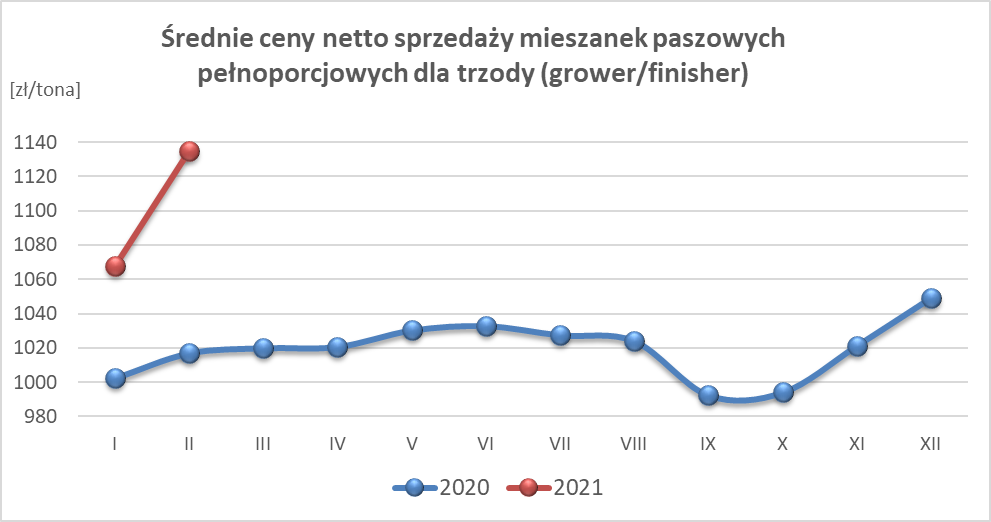 Średnie ceny netto sprzedaży mieszanek paszowych
pełnoporcjowych dla trzody (grower/finisher)
[zł/tona]
1140
1120
1100
1080
1060
1040
1020
1000
980
I II III IV V VI VII VIII IX X XI XII
2020 2021